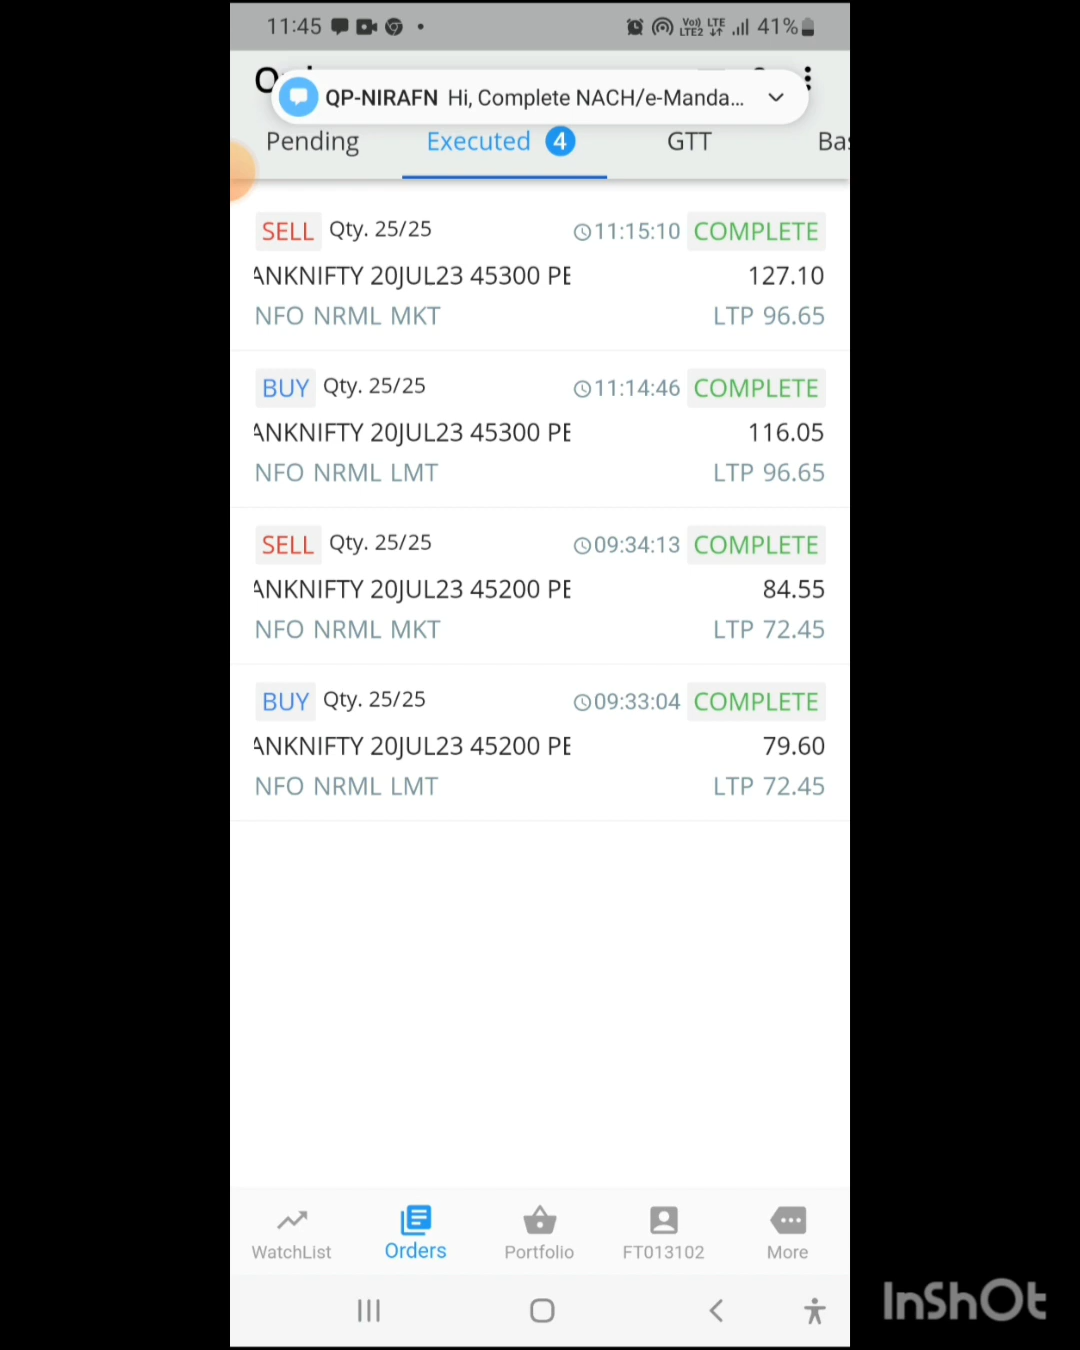 11:45 41%
QP-NIRAFN Hi, Complete NACH/e-Manda...
Pending Executed 4 GTT
SELL Qty. 25/25 11:15:10 COMPLETE
ANKNIFTY 20JUL23 45300 PE 127.10
NFO NRML MKT LTP 96.65
BUY Qty. 25/25 11:14:46 COMPLETE
ANKNIFTY 20JUL23 45300 PE 116.05
NFO NRML LMT LTP 96.65
SELL Qty. 25/25 09:34:13 COMPLETE
ANKNIFTY 20JUL23 45200 PE 84.55
NFO NRML MKT LTP 72.45
BUY Qty. 25/25 09:33:04 COMPLETE
ANKNIFTY 20JUL23 45200 PE 79.60
NFO NRML LMT LTP 72.45
WatchList Orders Portfolio FT013102 More
InShOt